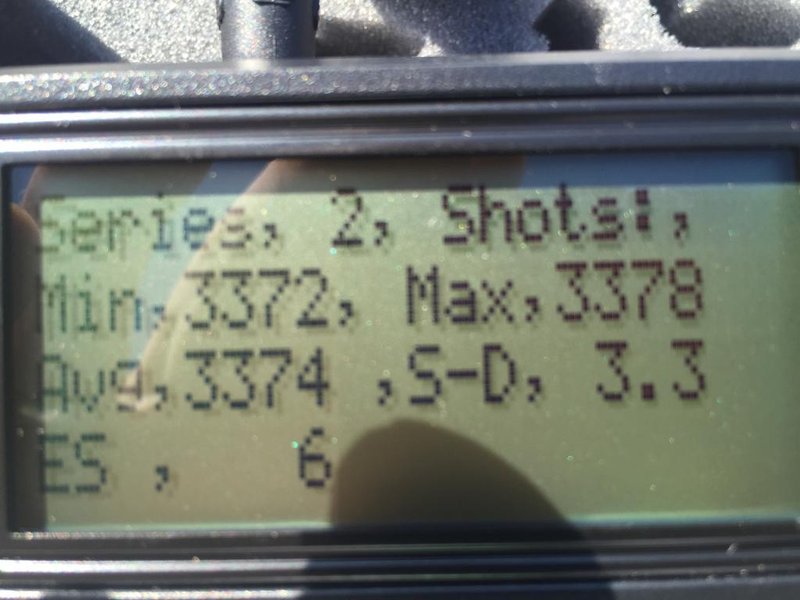 Series, 2, Shots:,
Min,3372, Max,3378
Avg,3374 ,S-D, 3.3
ES , 6